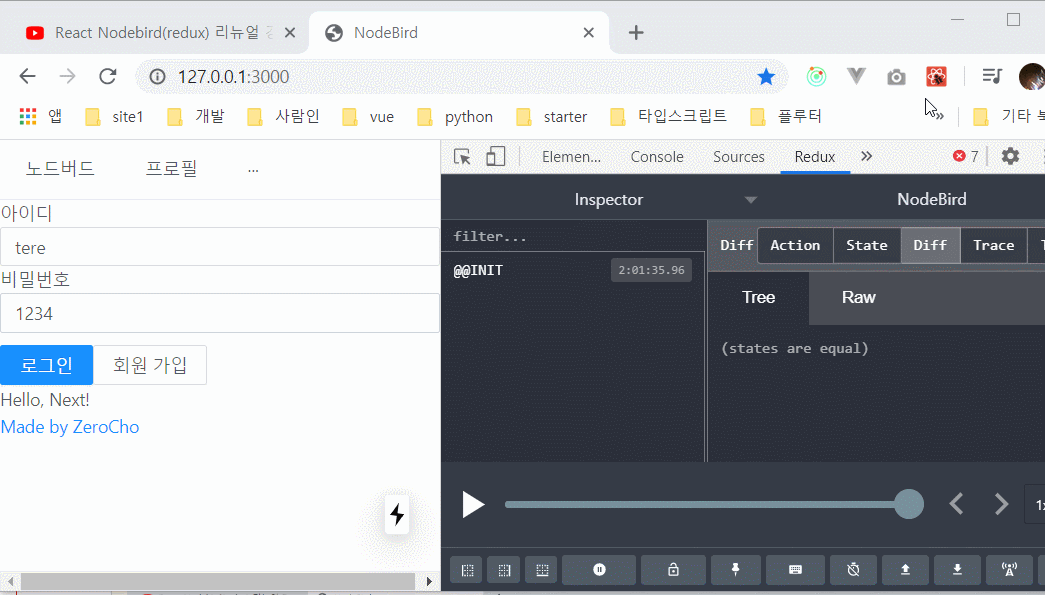 React Nodebird(redux) 리뉴얼
NodeBird
127.0.0.1:3000
앱 site1 개발 사람인 vue python starter 타입스크립트 플루터 기타
노드버드 프로필 ...
아이디
tere
비밀번호
1234
로그인 회원 가입
Hello, Next!
Made by ZeroCho
Elemen... Console Sources Redux 7
Inspector NodeBird
filter...
@@INIT 2:01:35.96
Diff Action State Diff Trace
Tree Raw
(states are equal)
1x